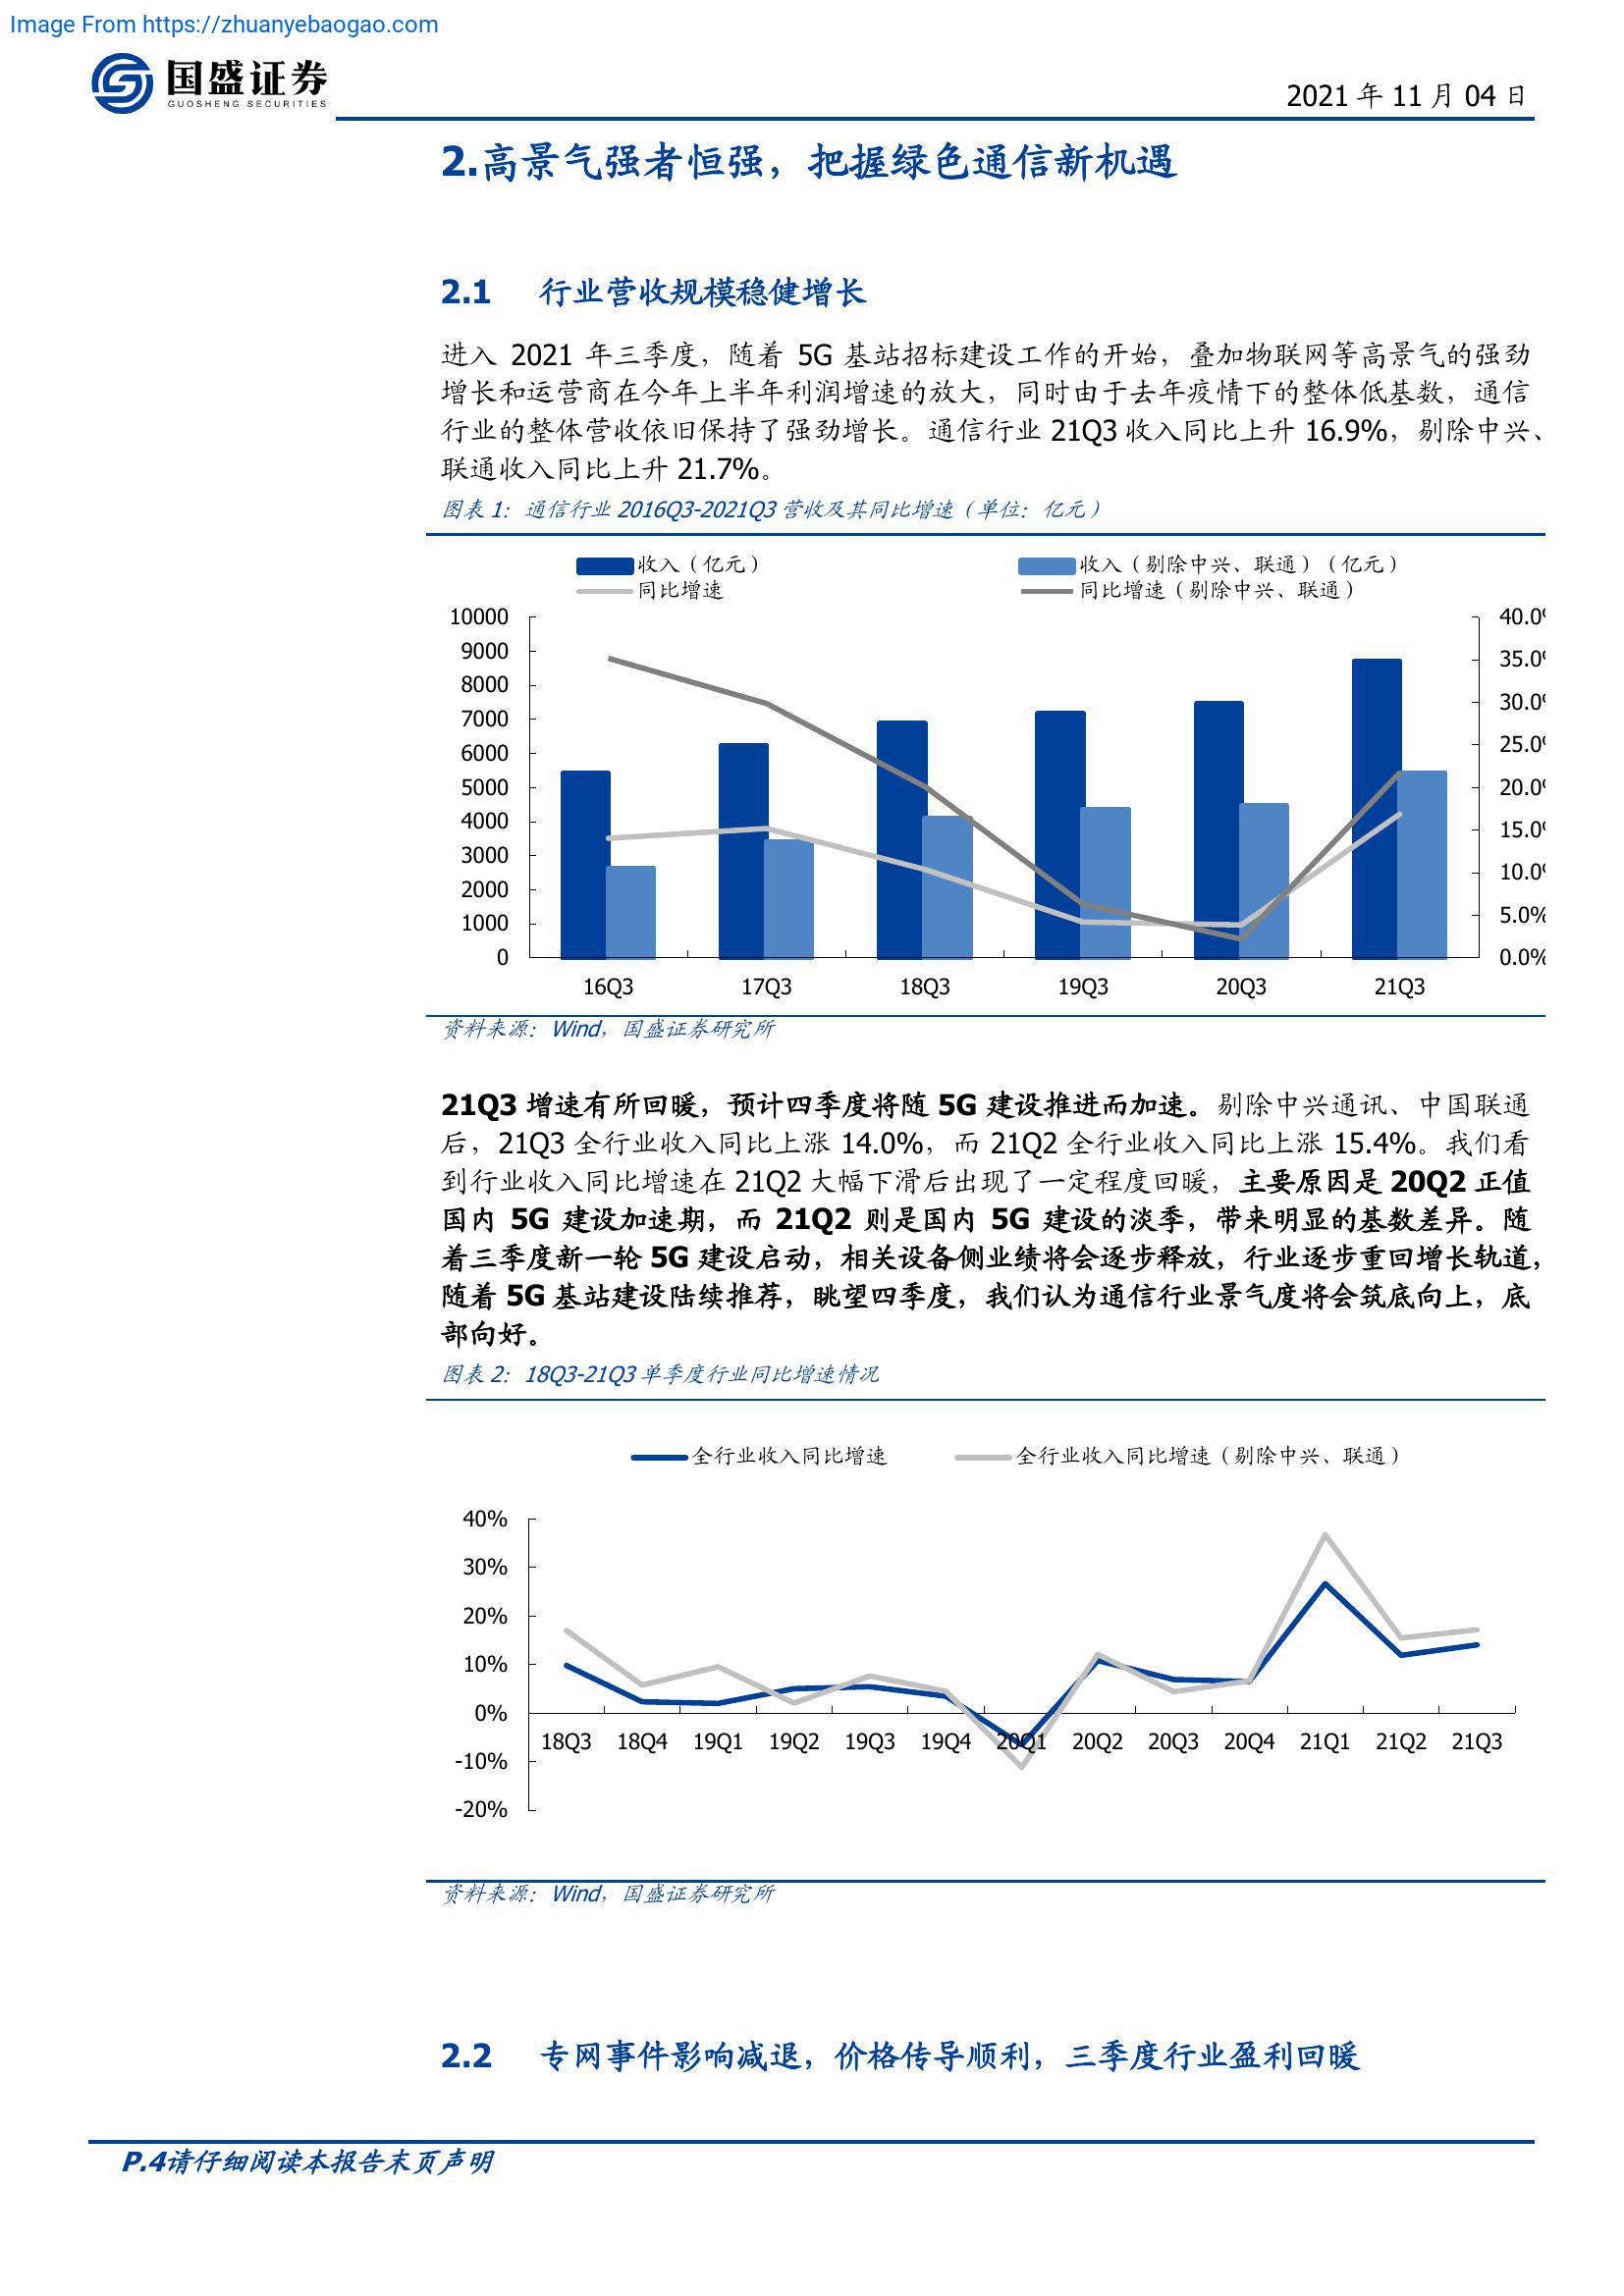 Image From https://zhuanyebaogao.com
国盛证券
GUOSHENG SECURITIES
2021 年 11 月 04 日
2.高景气强者恒强，把握绿色通信新机遇
2.1 行业营收规模稳健增长
进入 2021 年三季度，随着 5G 基站招标建设工作的开始，叠加物联网等高景气的强劲
增长和运营商在今年上半年利润增速的放大，同时由于去年疫情下的整体低基数，通信
行业的整体营收依旧保持了强劲增长。通信行业 21Q3 收入同比上升 16.9%，剔除中兴、
联通收入同比上升 21.7%。
图表 1：通信行业 2016Q3-2021Q3 营收及其同比增速（单位：亿元）
收入（亿元） 收入（剔除中兴、联通）（亿元）
同比增速 同比增速（剔除中兴、联通）
10000 40.0%
9000 35.0%
8000 30.0%
7000 25.0%
6000 20.0%
5000 15.0%
4000 10.0%
3000 5.0%
2000 0.0%
1000
0
16Q3 17Q3 18Q3 19Q3 20Q3 21Q3
资料来源：Wind，国盛证券研究所
21Q3 增速有所回暖，预计四季度将随 5G 建设推进而加速。剔除中兴通讯、中国联通
后，21Q3 全行业收入同比上涨 14.0%，而 21Q2 全行业收入同比上涨 15.4%。我们看
到行业收入同比增速在 21Q2 大幅下滑后出现了一定程度回暖，主要原因是 20Q2 正值
国内 5G 建设加速期，而 21Q2 则是国内 5G 建设的淡季，带来明显的基数差异。随
着三季度新一轮 5G 建设启动，相关设备侧业绩将会逐步释放，行业逐步重回增长轨道，
随着 5G 基站建设陆续推荐，眺望四季度，我们认为通信行业景气度将会筑底向上，底
部向好。
图表 2：18Q3-21Q3 单季度行业同比增速情况
全行业收入同比增速 全行业收入同比增速（剔除中兴、联通）
40%
30%
20%
10%
0%
-10%
-20%
18Q3 18Q4 19Q1 19Q2 19Q3 19Q4 20Q1 20Q2 20Q3 20Q4 21Q1 21Q2 21Q3
资料来源：Wind，国盛证券研究所
2.2 专网事件影响减退，价格传导顺利，三季度行业盈利回暖
P.4请仔细阅读本报告末页声明